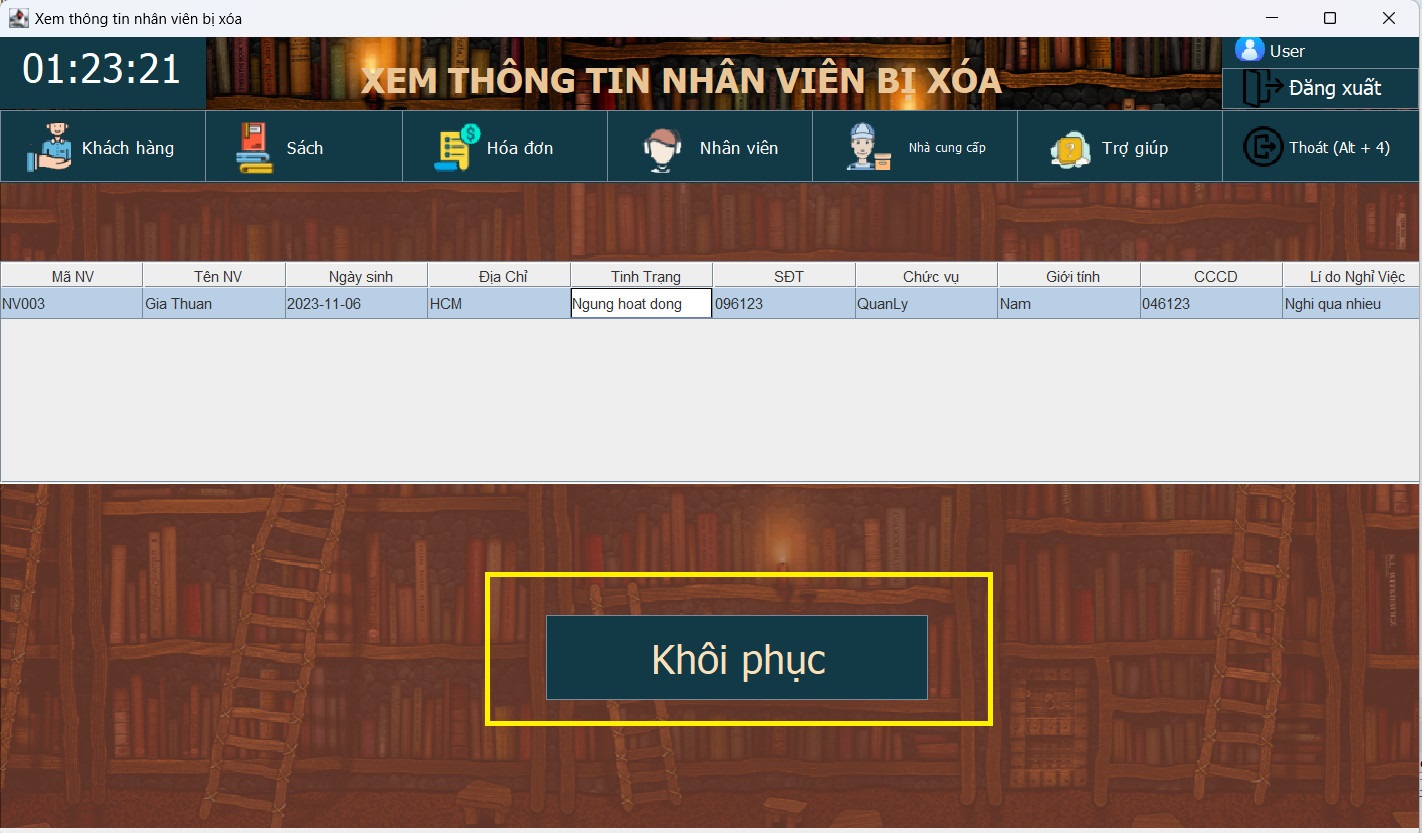 Xem thông tin nhân viên bị xóa
01:23:21
XEM THÔNG TIN NHÂN VIÊN BỊ XÓA
User
Đăng xuất
Khách hàng
Sách
Hóa đơn
Nhân viên
Nhà cung cấp
Trợ giúp
Thoát (Alt + 4)
Mã NV Tên NV Ngày sinh Địa Chỉ Tinh Trạng SĐT Chức vụ Giới tính CCCD Lí do Nghỉ Việc
NV003 Gia Thuan 2023-11-06 HCM Ngung hoat dong 096123 QuanLy Nam 046123 Nghi qua nhieu
Khôi phục